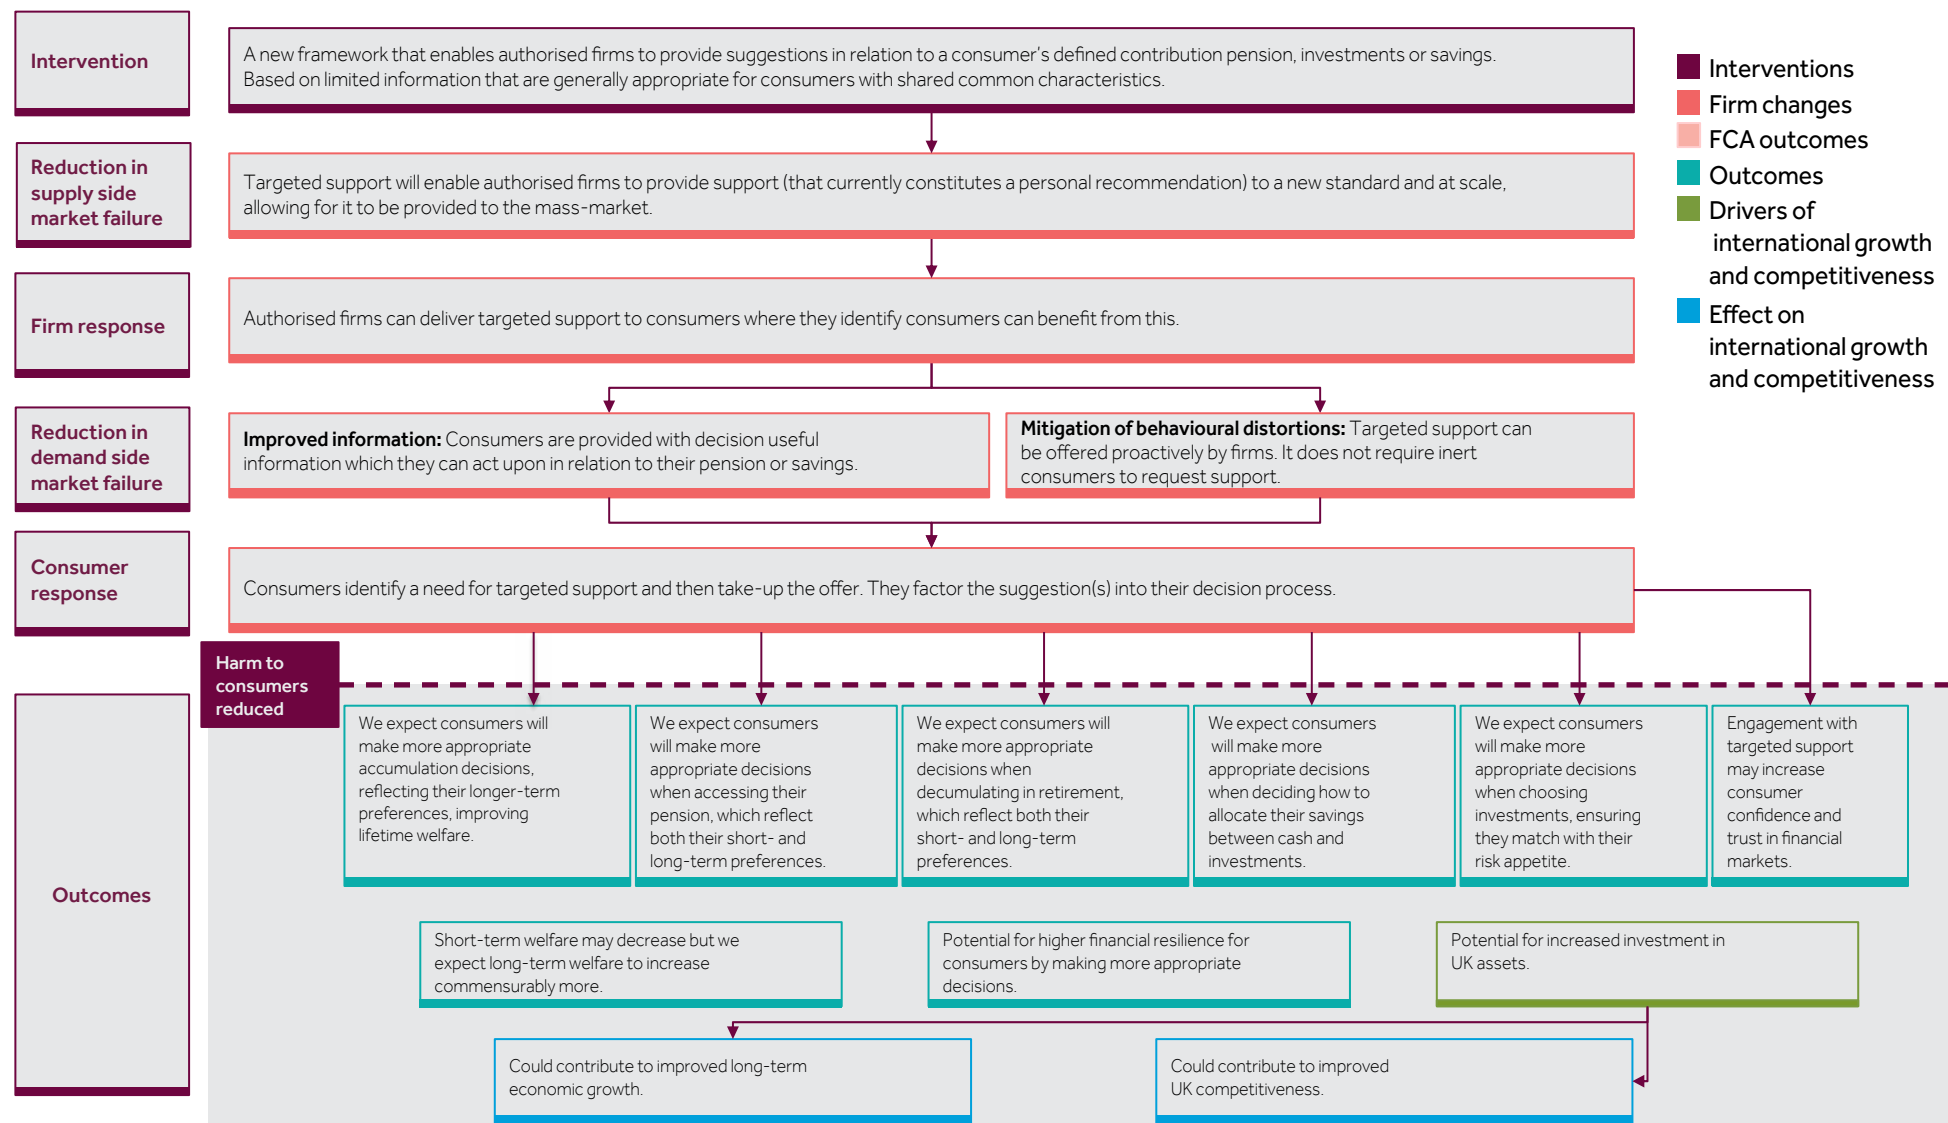 Intervention
A new framework that enables authorised firms to provide suggestions in relation to a consumer's defined contribution pension, investments or savings.
Based on limited information that are generally appropriate for consumers with shared common characteristics.
Interventions
Firm changes
FCA outcomes
Outcomes
Drivers of
international growth
and competitiveness
Effect on
international growth
and competitiveness
Reduction in
supply side
market failure
Targeted support will enable authorised firms to provide support (that currently constitutes a personal recommendation) to a new standard and at scale,
allowing for it to be provided to the mass-market.
Firm response
Authorised firms can deliver targeted support to consumers where they identify consumers can benefit from this.
Reduction in
demand side
market failure
Improved information: Consumers are provided with decision useful
information which they can act upon in relation to their pension or savings.
Mitigation of behavioural distortions: Targeted support can
be offered proactively by firms. It does not require inert
consumers to request support.
Consumer
response
Consumers identify a need for targeted support and then take-up the offer. They factor the suggestion(s) into their decision process.
Harm to
consumers
reduced
Outcomes
We expect consumers will
make more appropriate
accumulation decisions,
reflecting their longer-term
preferences, improving
lifetime welfare.
We expect consumers
will make more
appropriate decisions
when accessing their
pension, which reflect
both their short- and
long-term preferences.
We expect consumers will
make more appropriate
decisions when
decumulating in retirement,
which reflect both their
short- and long-term
preferences.
We expect consumers
will make more
appropriate decisions
when deciding how to
allocate their savings
between cash and
investments.
We expect consumers
will make more
appropriate decisions
when choosing
investments, ensuring
they match with their
risk appetite.
Engagement with
targeted support
may increase
consumer
confidence and
trust in financial
markets.
Short-term welfare may decrease but we
expect long-term welfare to increase
commensurably more.
Potential for higher financial resilience for
consumers by making more appropriate
decisions.
Potential for increased investment in
UK assets.
Could contribute to improved long-term
economic growth.
Could contribute to improved
UK competitiveness.